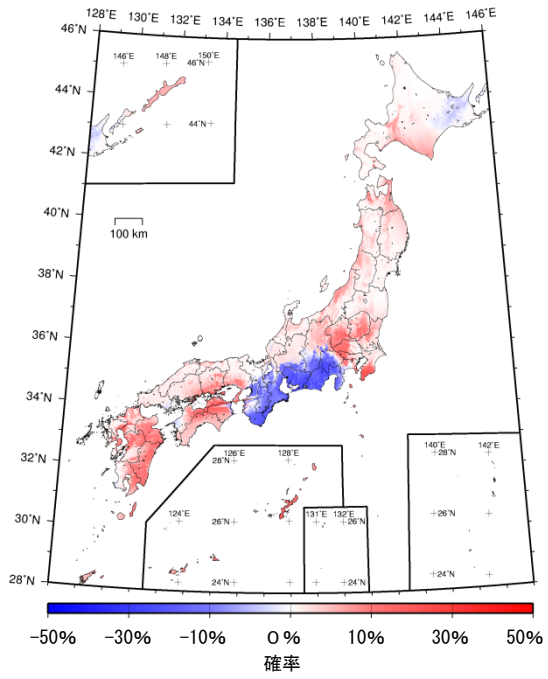 128°E 130°E 132°E 134°E 136°E 138°E 140°E 142°E 144°E 146°E
46°N
146°E 148°E 150°E
46°N
44°N
44°N
42°N
40°N
100 km
38°N
36°N
34°N
32°N
126°E 128°E
28°N
140°E 142°E
28°N
30°N
124°E
26°N
131°E 132°E
26°N
26°N
28°N
24°N
24°N
24°N
-50% -30% -10% 0% 10% 30% 50%
確率